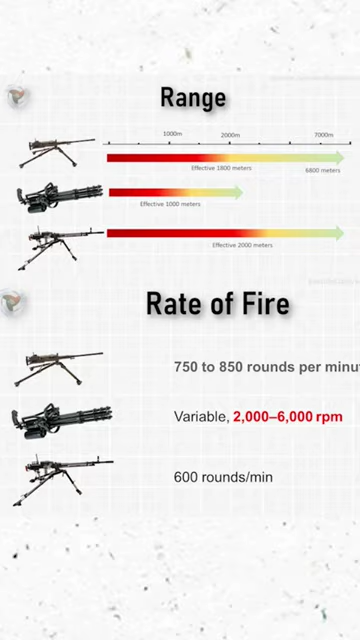 Range
1000m 2000m 7000m
Effective 1800 meters
6800 meters
Effective 1000 meters
Effective 2000 meters
Rate of Fire
750 to 850 rounds per minu
Variable, 2,000–6,000 rpm
600 rounds/min